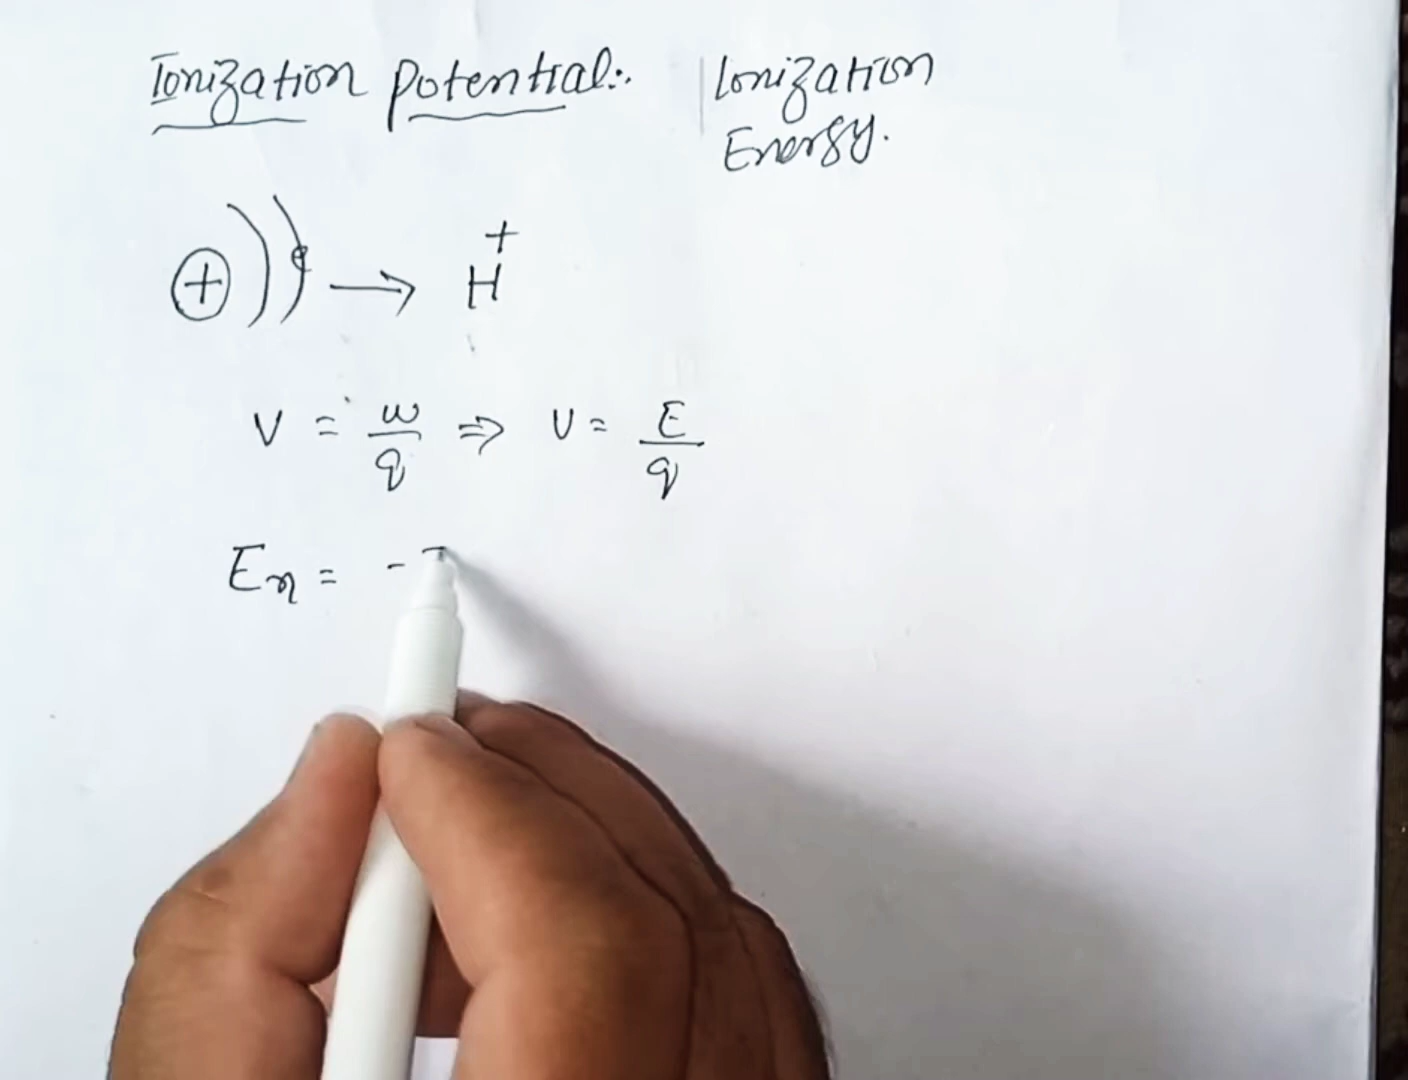 Ionization potential:.
Ionization
Energy.
+ e → H⁺
V = w/q ⇒ V = E/q
En = -